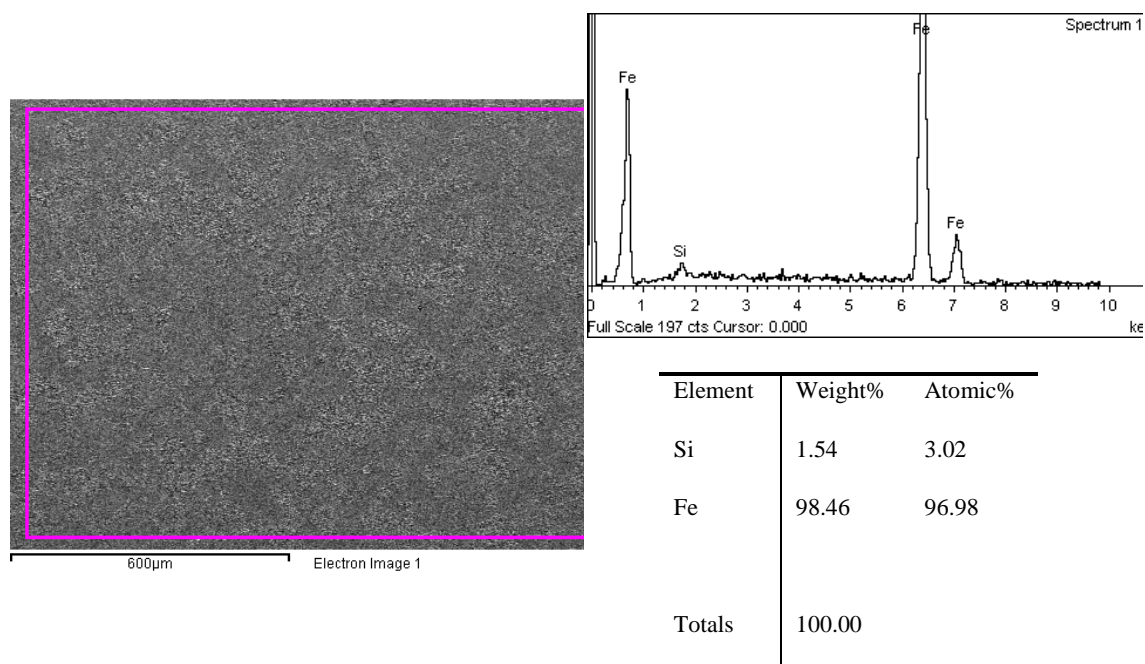 Spectrum 1
Fe
Fe
Si
Fe
0 1 2 3 4 5 6 7 8 9 10
Full Scale 197 cts Cursor: 0.000 ke
600µm Electron Image 1
Element Weight% Atomic%
Si 1.54 3.02
Fe 98.46 96.98
Totals 100.00